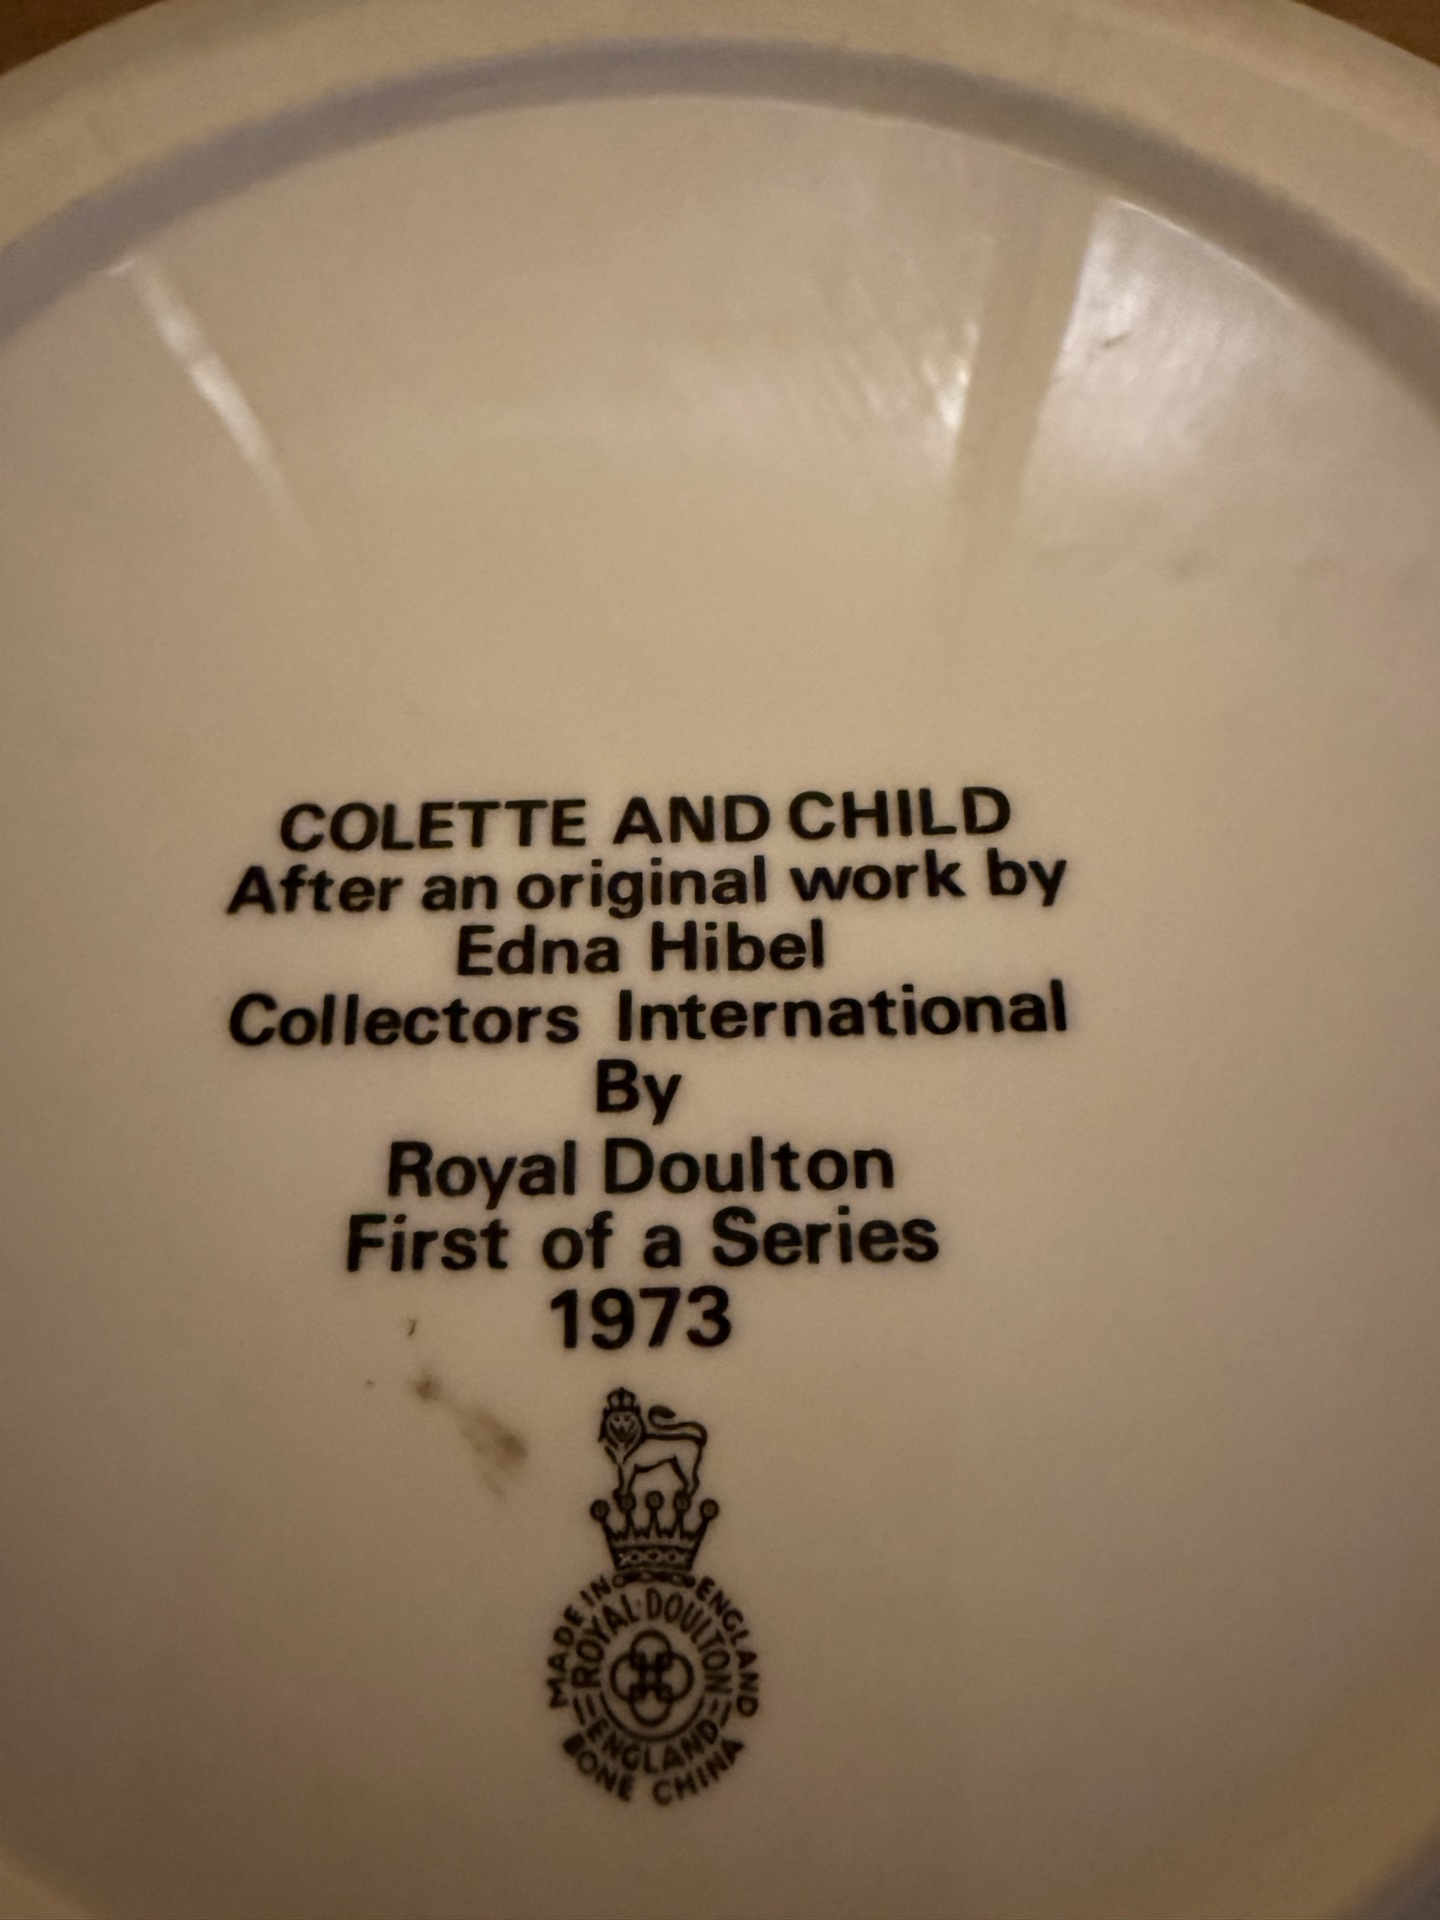 COLETTE AND CHILD
After an original work by
Edna Hibel
Collectors International
By
Royal Doulton
First of a Series
1973
MADE IN ENGLAND
ROYAL DOULTON
ENGLAND
BONE CHINA